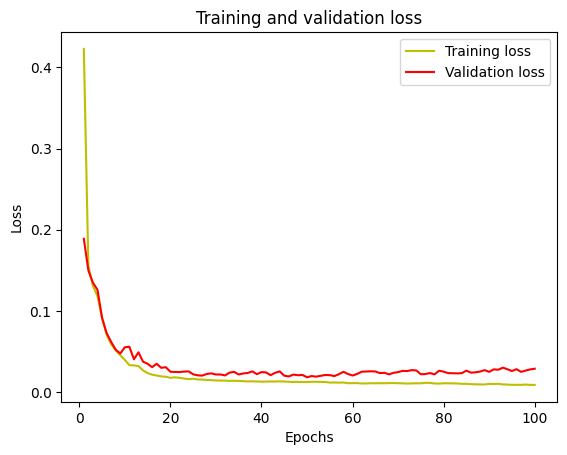 Training and validation loss
Training loss
Validation loss
0.4
0.3
0.2
0.1
0.0
Loss
0
20
40
60
80
100
Epochs